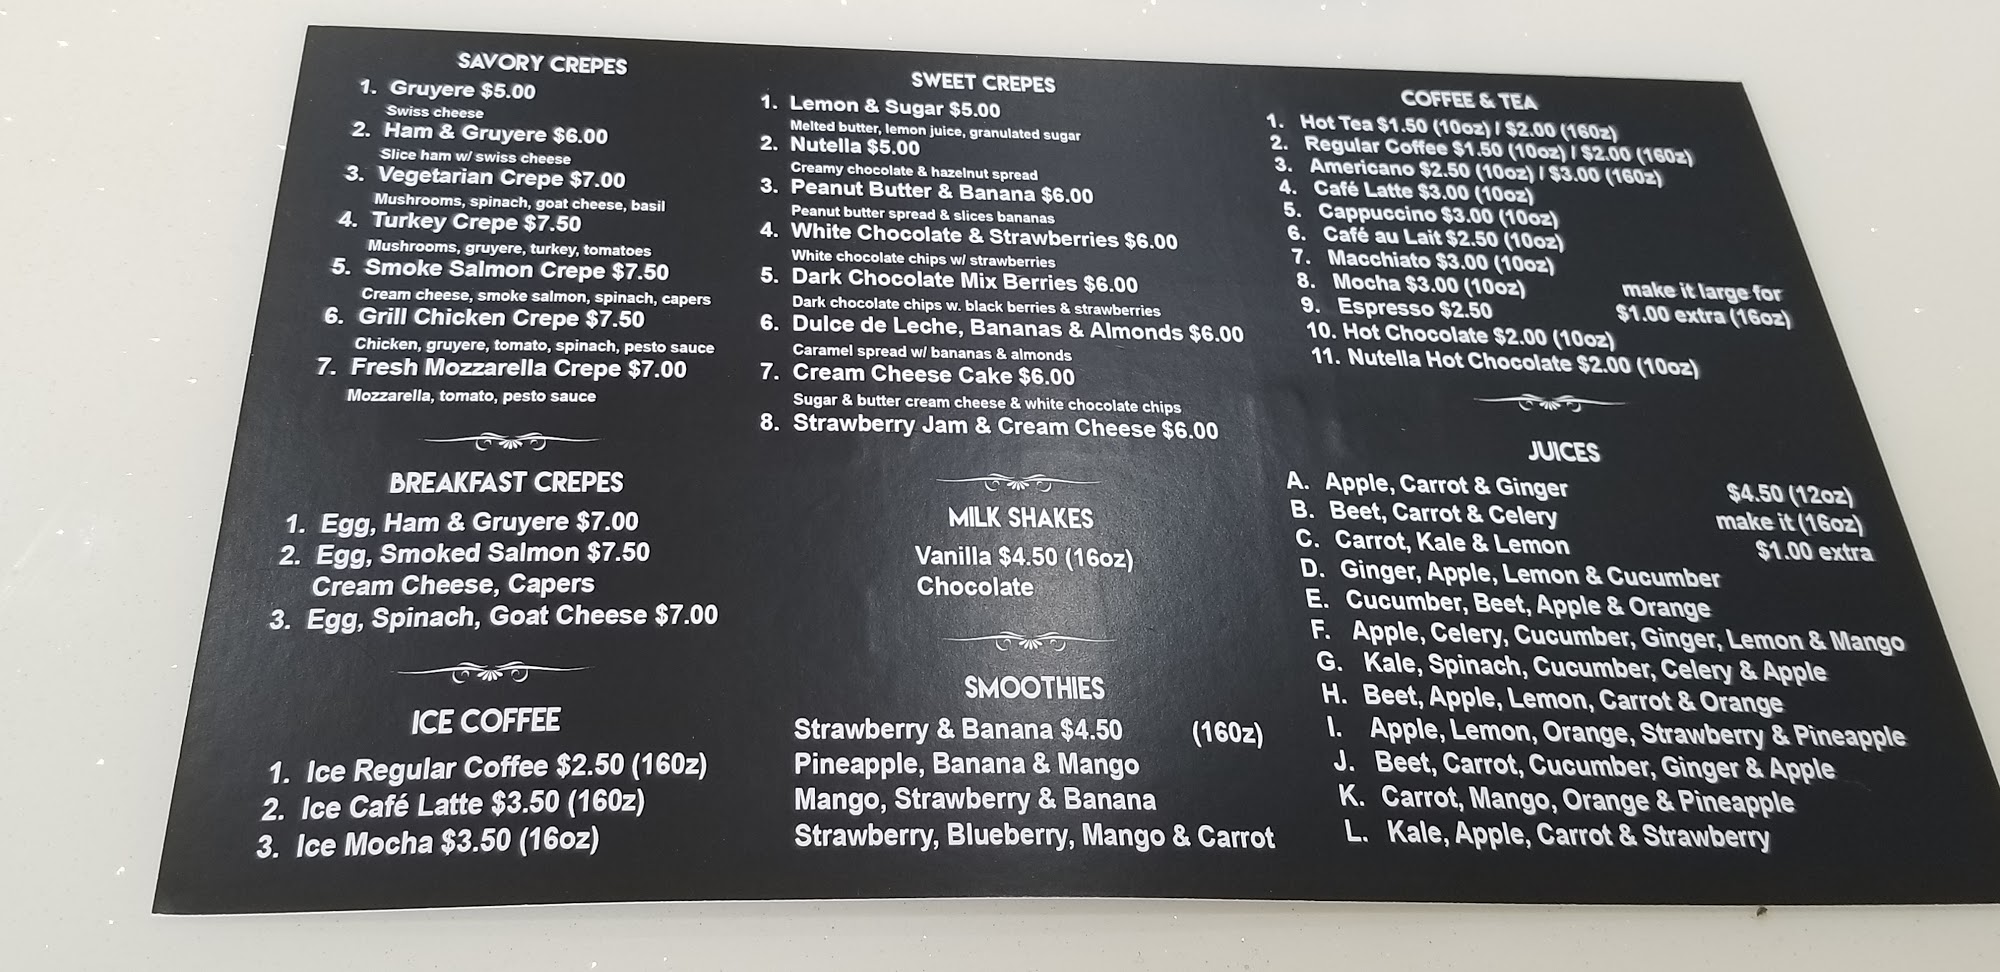 SAVORY CREPES
1. Gruyere $5.00
Swiss cheese
2. Ham & Gruyere $6.00
Slice ham w/ swiss cheese
3. Vegetarian Crepe $7.00
Mushrooms, spinach, goat cheese, basil
4. Turkey Crepe $7.50
Mushrooms, gruyere, turkey, tomatoes
5. Smoke Salmon Crepe $7.50
Cream cheese, smoke salmon, spinach, capers
6. Grill Chicken Crepe $7.50
Chicken, gruyere, tomato, spinach, pesto sauce
7. Fresh Mozzarella Crepe $7.00
Mozzarella, tomato, pesto sauce
BREAKFAST CREPES
1. Egg, Ham & Gruyere $7.00
2. Egg, Smoked Salmon $7.50
Cream Cheese, Capers
3. Egg, Spinach, Goat Cheese $7.00
ICE COFFEE
1. Ice Regular Coffee $2.50 (16oz)
2. Ice Café Latte $3.50 (16oz)
3. Ice Mocha $3.50 (16oz)
SWEET CREPES
1. Lemon & Sugar $5.00
Melted butter, lemon juice, granulated sugar
2. Nutella $5.00
Creamy chocolate & hazelnut spread
3. Peanut Butter & Banana $6.00
Peanut butter spread & slices bananas
4. White Chocolate & Strawberries $6.00
White chocolate chips w/ strawberries
5. Dark Chocolate Mix Berries $6.00
Dark chocolate chips w. black berries & strawberries
6. Dulce de Leche, Bananas & Almonds $6.00
Caramel spread w/ bananas & almonds
7. Cream Cheese Cake $6.00
Sugar & butter cream cheese & white chocolate chips
8. Strawberry Jam & Cream Cheese $6.00
MILK SHAKES
Vanilla $4.50 (16oz)
Chocolate
SMOOTHIES
Strawberry & Banana $4.50 (16oz)
Pineapple, Banana & Mango
Mango, Strawberry & Banana
Strawberry, Blueberry, Mango & Carrot
COFFEE & TEA
1. Hot Tea $1.50 (10oz) / $2.00 (16oz)
2. Regular Coffee $1.50 (10oz) / $2.00 (16oz)
3. Americano $2.50 (10oz) / $3.00 (16oz)
4. Café Latte $3.00 (10oz)
5. Cappuccino $3.00 (10oz)
6. Café au Lait $2.50 (10oz)
7. Macchiato $3.00 (10oz)
8. Mocha $3.00 (10oz) make it large for
9. Espresso $2.50 $1.00 extra (16oz)
10. Hot Chocolate $2.00 (10oz)
11. Nutella Hot Chocolate $2.00 (10oz)
JUICES
A. Apple, Carrot & Ginger $4.50 (12oz)
B. Beet, Carrot & Celery make it (16oz)
C. Carrot, Kale & Lemon $1.00 extra
D. Ginger, Apple, Lemon & Cucumber
E. Cucumber, Beet, Apple & Orange
F. Apple, Celery, Cucumber, Ginger, Lemon & Mango
G. Kale, Spinach, Cucumber, Celery & Apple
H. Beet, Apple, Lemon, Carrot & Orange
I. Apple, Lemon, Orange, Strawberry & Pineapple
J. Beet, Carrot, Cucumber, Ginger & Apple
K. Carrot, Mango, Orange & Pineapple
L. Kale, Apple, Carrot & Strawberry